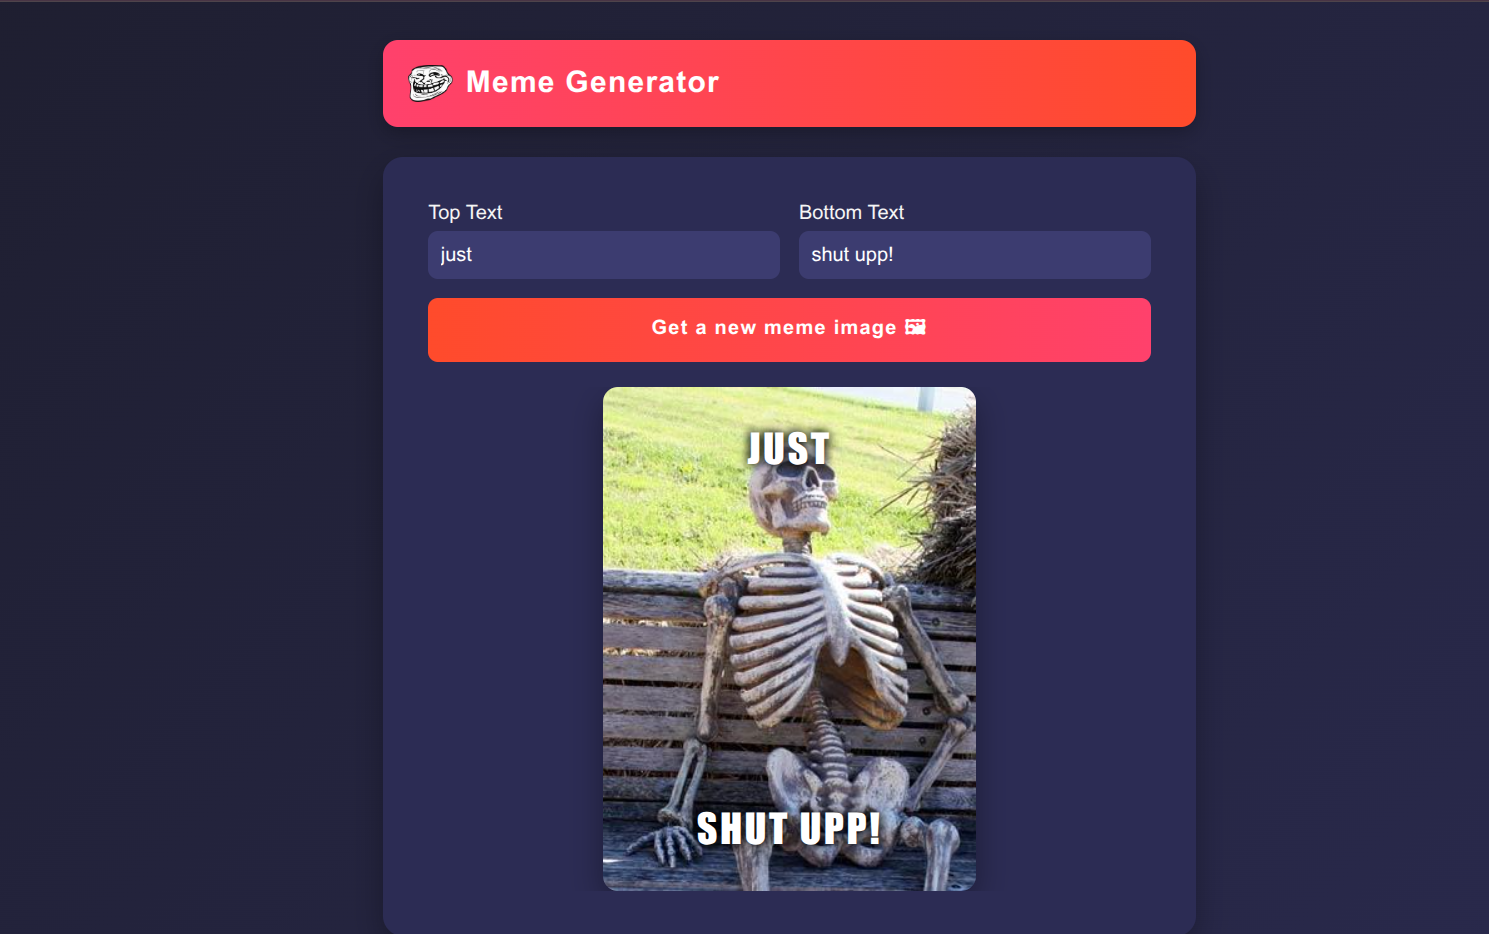 Meme Generator
Top Text
Bottom Text
just
shut upp!
Get a new meme image 🖼
JUST
SHUT UPP!